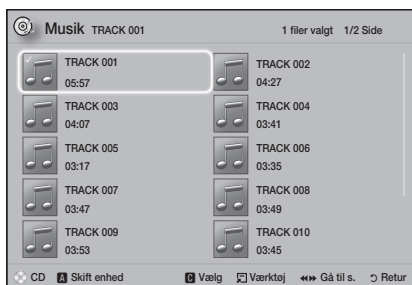 Musik TRACK 001 1 filer valgt 1/2 Side
TRACK 001 TRACK 002
05:57 04:27
TRACK 003 TRACK 004
04:07 03:41
TRACK 005 TRACK 006
03:17 03:35
TRACK 007 TRACK 008
03:47 03:49
TRACK 009 TRACK 010
03:53 03:45
CD A Skift enhed C Vælg Værktøj Gå til s. Retur